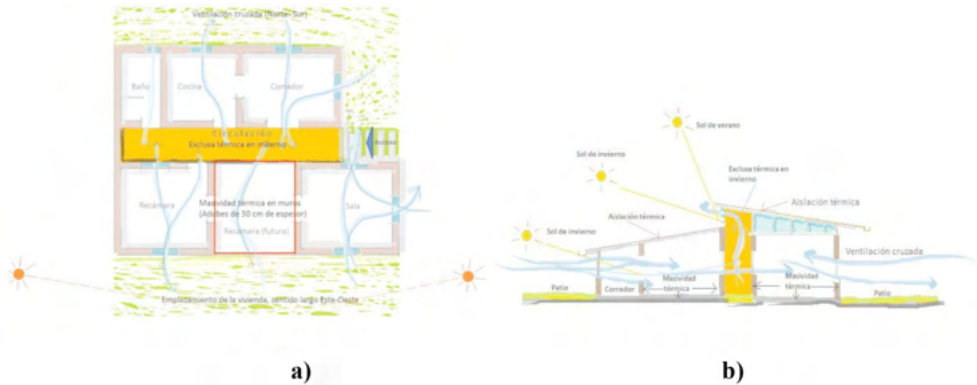 Ventilación cruzada (Norte- Sur)
Baño
Cocina
Comedor
Circulación
Exclusa térmica en invierno
Acceso
Recámara
Masividad térmica en muros
(Adobes de 30 cm de espesor)
Sala
Recámara (futura)
Emplazamiento de la vivienda, sentido largo Este-Oeste
a)
Sol de verano
Sol de invierno
Exclusa térmica en
invierno
Aislación térmica
Aislación térmica
Sol de invierno
Ventilación cruzada
Patio
Corredor
Masividad
térmica
Masividad
térmica
Patio
b)